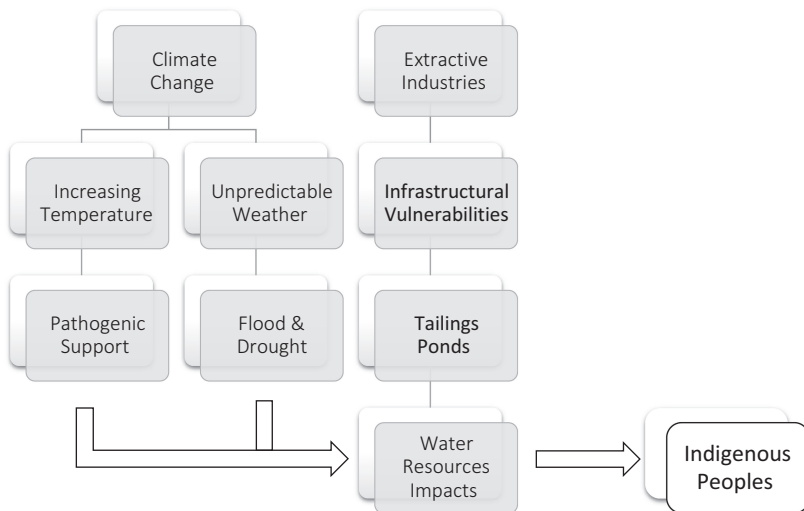 Climate
Change
Extractive
Industries
Increasing
Temperature
Unpredictable
Weather
Infrastructural
Vulnerabilities
Pathogenic
Support
Flood &
Drought
Tailings
Ponds
Water
Resources
Impacts
Indigenous
Peoples